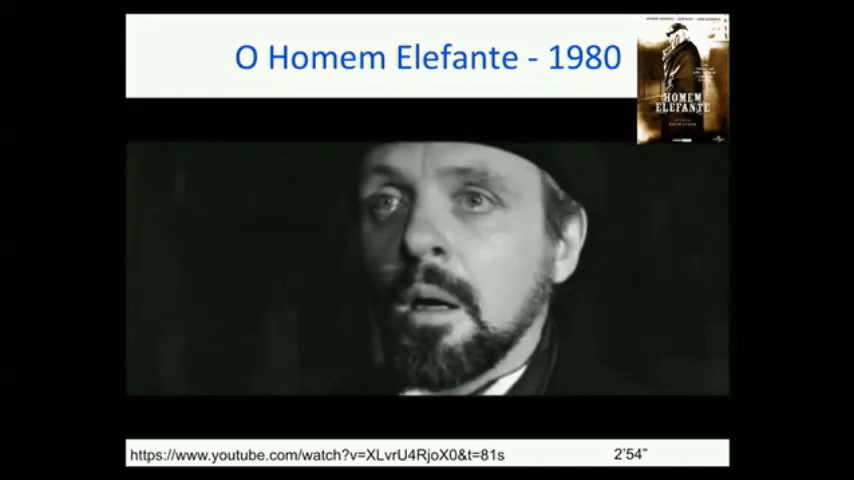 O Homem Elefante - 1980
HOMEM
ELEFANTE
https://www.youtube.com/watch?v=XLvrU4RjoX0&t=81s
2'54"